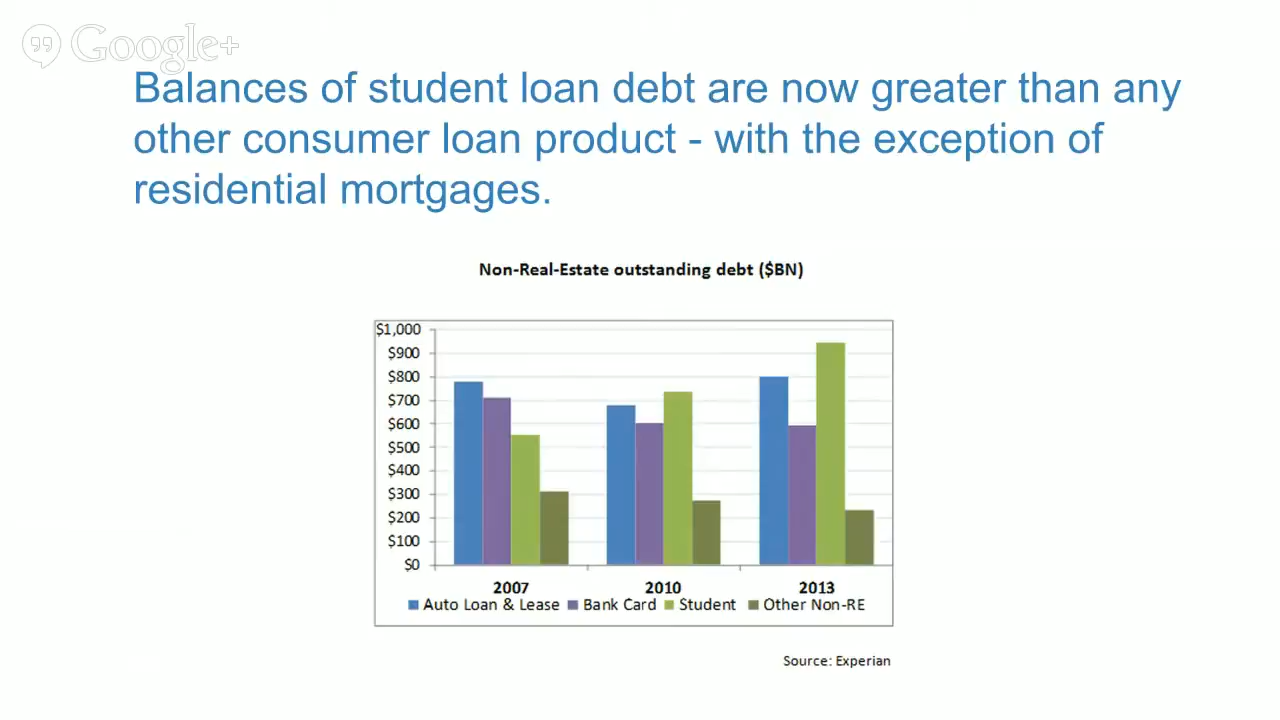 Google+
Balances of student loan debt are now greater than any
other consumer loan product - with the exception of
residential mortgages.
Non-Real-Estate outstanding debt ($BN)
$1,000
$900
$800
$700
$600
$500
$400
$300
$200
$100
$0
2007 2010 2013
Auto Loan & Lease Bank Card Student Other Non-RE
Source: Experian